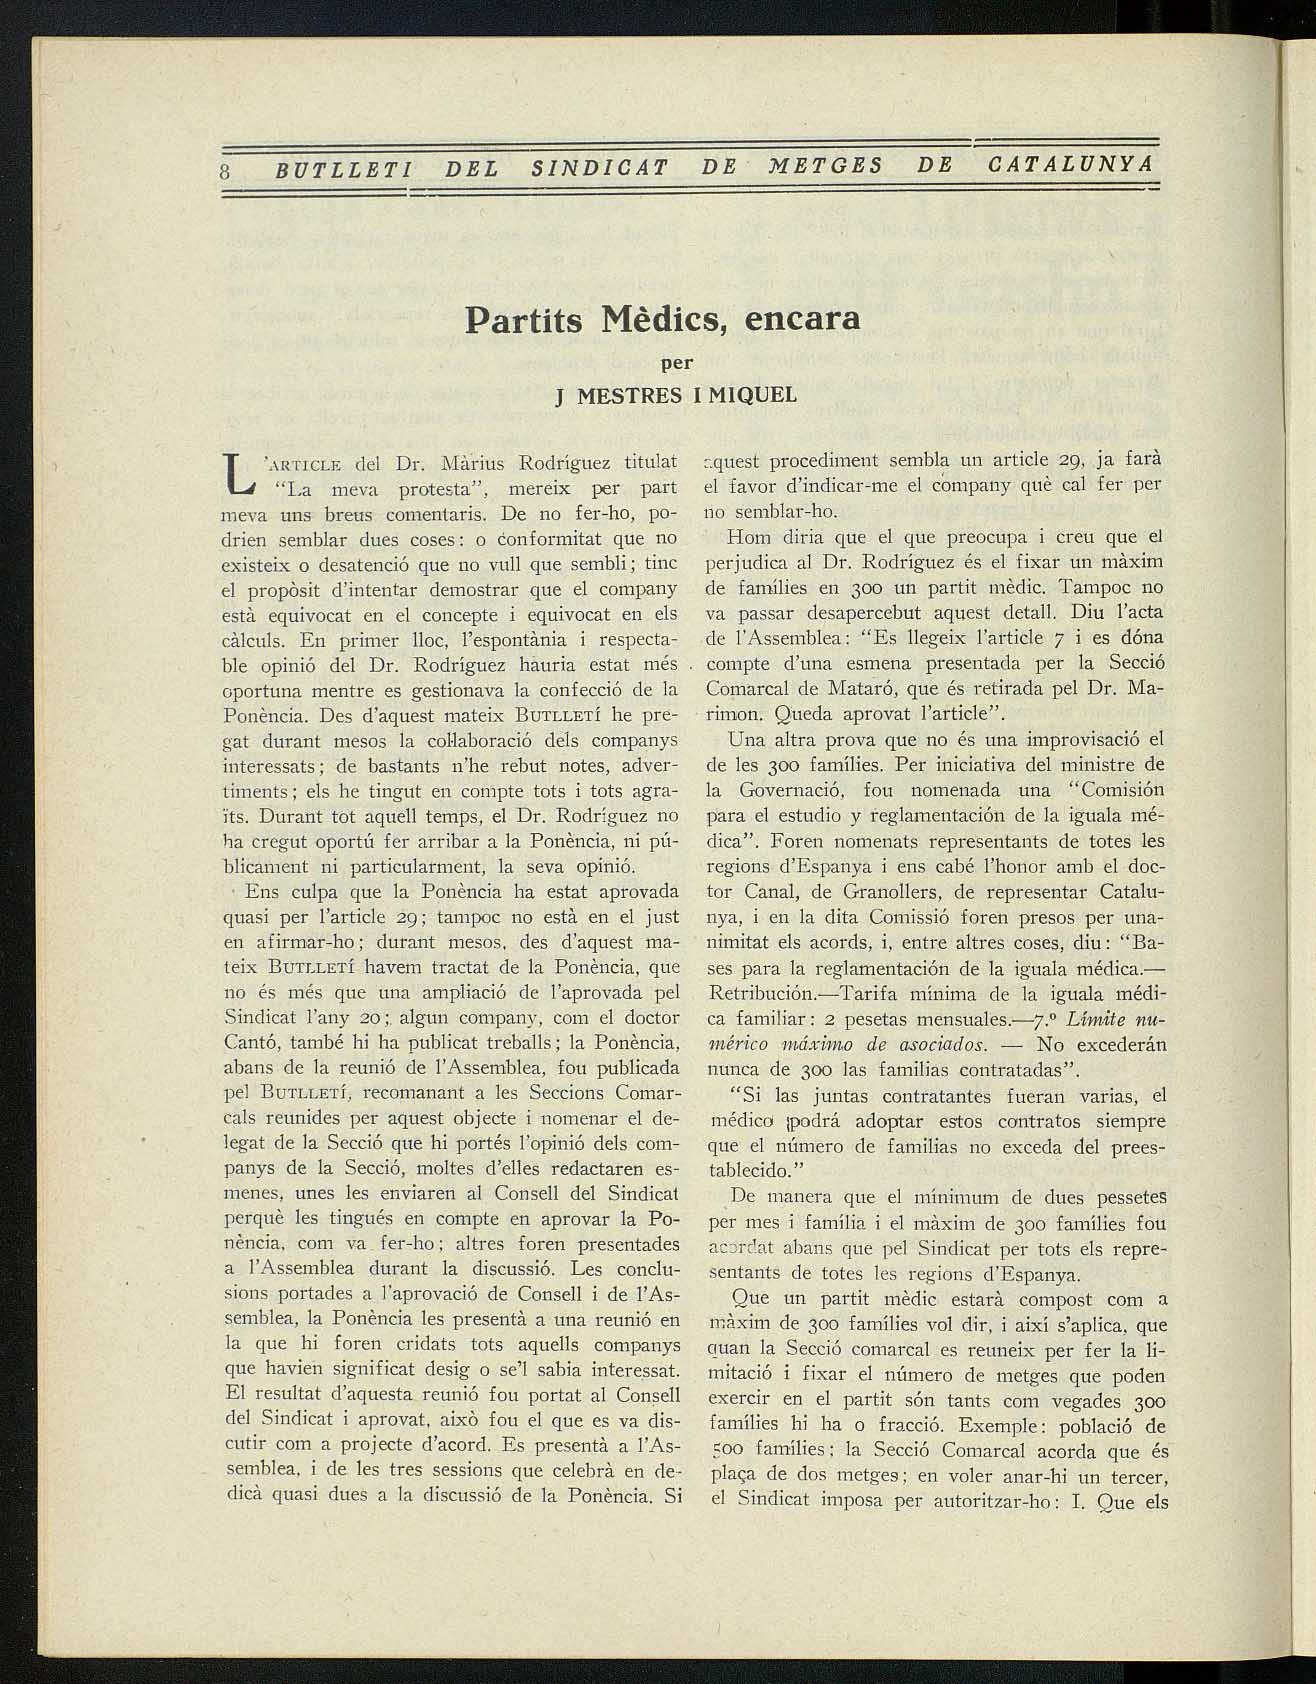 8 BUTLLETI DEL SINDICAT DE METGES DE CATALUNYA
Partits Mèdics, encara
per
J MESTRES I MIQUEL
L'ARTICLE del Dr. Màrius Rodríguez titulat
"La meva protesta", mereix per part
meva uns breus comentaris. De no fer-ho, po-
drien semblar dues coses: o conformitat que no
existeix o desatenció que no vull que sembli; tinc
el propòsit d'intentar demostrar que el company
està equivocat en el concepte i equivocat en els
càlculs. En primer lloc, l'espontània i respecta-
ble opinió del Dr. Rodríguez hauria estat més
oportuna mentre es gestionava la confecció de la
Ponència. Des d'aquest mateix BUTLLETÍ he pre-
gat durant mesos la col·laboració dels companys
interessats; de bastants n'he rebut notes, adver-
timents; els he tingut en compte tots i tots agra-
ïts. Durant tot aquell temps, el Dr. Rodríguez no
ha cregut oportú fer arribar a la Ponència, ni pú-
blicament ni particularment, la seva opinió.
Ens culpa que la Ponència ha estat aprovada
quasi per l'article 29; tampoc no està en el just
en afirmar-ho; durant mesos, des d'aquest ma-
teix BUTLLETÍ havem tractat de la Ponència, que
no és més que una ampliació de l'aprovada pel
Sindicat l'any 20; algun company, com el doctor
Cantó, també hi ha publicat treballs; la Ponència,
abans de la reunió de l'Assemblea, fou publicada
pel BUTLLETÍ, recomanant a les Seccions Comar-
cals reunides per aquest objecte i nomenar el de-
legat de la Secció que hi portés l'opinió dels com-
panys de la Secció, moltes d'elles redactaren es-
menes, unes les enviaren al Consell del Sindicat
perquè les tingués en compte en aprovar la Po-
nència, com va fer-ho; altres foren presentades
a l'Assemblea durant la discussió. Les conclu-
sions portades a l'aprovació de Consell i de l'As-
semblea, la Ponència les presentà a una reunió en
la que hi foren cridats tots aquells companys
que havien significat desig o se'l sabia interessat.
El resultat d'aquesta reunió fou portat al Consell
del Sindicat i aprovat, això fou el que es va dis-
cutir com a projecte d'acord. Es presentà a l'As-
semblea, i de les tres sessions que celebrà en de-
dicà quasi dues a la discussió de la Ponència. Si
aquest procediment sembla un article 29, ja farà
el favor d'indicar-me el company què cal fer per
no semblar-ho.
Hom diria que el que preocupa i creu que el
perjudica al Dr. Rodríguez és el fixar un màxim
de famílies en 300 un partit mèdic. Tampoc no
va passar desapercebut aquest detall. Diu l'acta
de l'Assemblea: "Es llegeix l'article 7 i es dóna
compte d'una esmena presentada per la Secció
Comarcal de Mataró, que és retirada pel Dr. Ma-
rimon. Queda aprovat l'article".
Una altra prova que no és una improvisació el
de les 300 famílies. Per iniciativa del ministre de
la Governació, fou nomenada una "Comisión
para el estudio y reglamentación de la iguala mé-
dica". Foren nomenats representants de totes les
regions d'Espanya i ens cabé l'honor amb el doc-
tor Canal, de Granollers, de representar Catalu-
nya, i en la dita Comissió foren presos per una-
nimitat els acords, i, entre altres coses, diu: "Ba-
ses para la reglamentación de la iguala médica.—
Retribución.—Tarifa mínima de la iguala médi-
ca familiar: 2 pesetas mensuales.—7.º Límite nu-
mérico máximo de asociados. — No excederán
nunca de 300 las familias contratadas".
"Si las juntas contratantes fueran varias, el
médico podrá adoptar estos contratos siempre
que el número de familias no exceda del prees-
tablecido."
De manera que el mínimum de dues pessetes
per mes i família i el màxim de 300 famílies fou
acordat abans que pel Sindicat per tots els repre-
sentants de totes les regions d'Espanya.
Que un partit mèdic estarà compost com a
màxim de 300 famílies vol dir, i així s'aplica, que
quan la Secció comarcal es reuneix per fer la li-
mitació i fixar el número de metges que poden
exercir en el partit són tants com vegades 300
famílies hi ha o fracció. Exemple: població de
500 famílies; la Secció Comarcal acorda que és
plaça de dos metges; en voler anar-hi un tercer,
el Sindicat imposa per autoritzar-ho: I. Que els